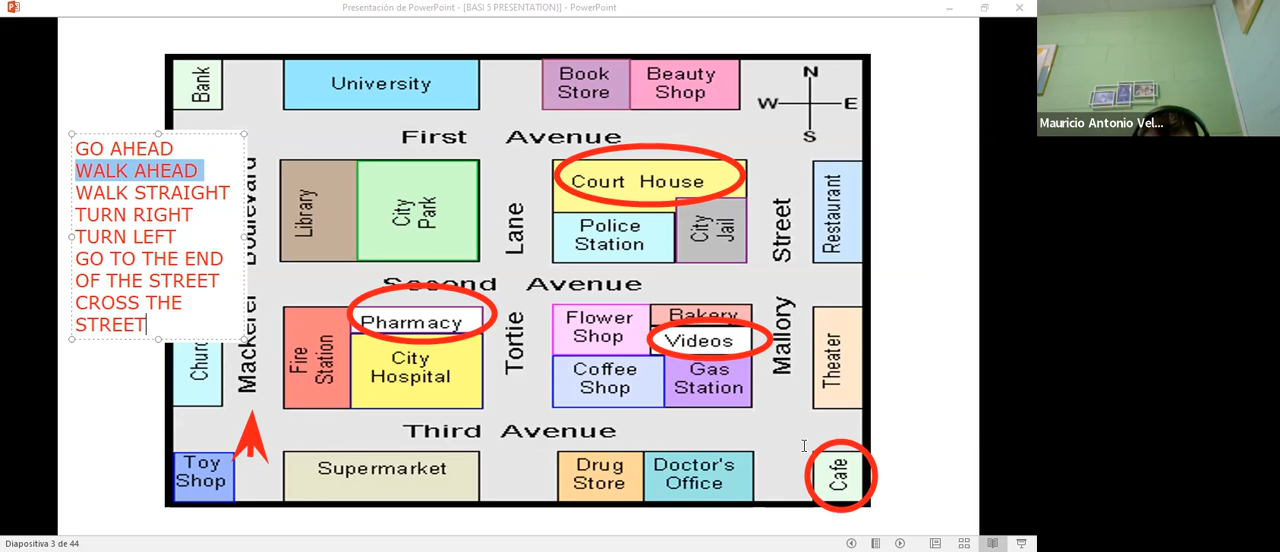 Presentación de PowerPoint - [BASI 5 PRESENTATION] - PowerPoint
Mauricio Antonio Vel...
Bank
University
Book
Store
Beauty
Shop
N
W
E
S
First Avenue
GO AHEAD
WALK AHEAD
WALK STRAIGHT
TURN RIGHT
TURN LEFT
GO TO THE END
OF THE STREET
CROSS THE
STREET
Boulevard
Library
City
Park
Lane
Court House
Police
Station
City
Jail
Street
Restaurant
Second Avenue
Church
Mackerel
Fire
Station
Pharmacy
City
Hospital
Tortie
Flower
Shop
Bakery
Videos
Coffee
Shop
Gas
Station
Mallory
Theater
Third Avenue
Toy
Shop
Supermarket
Drug
Store
Doctor's
Office
Cafe
Diapositiva 3 de 44